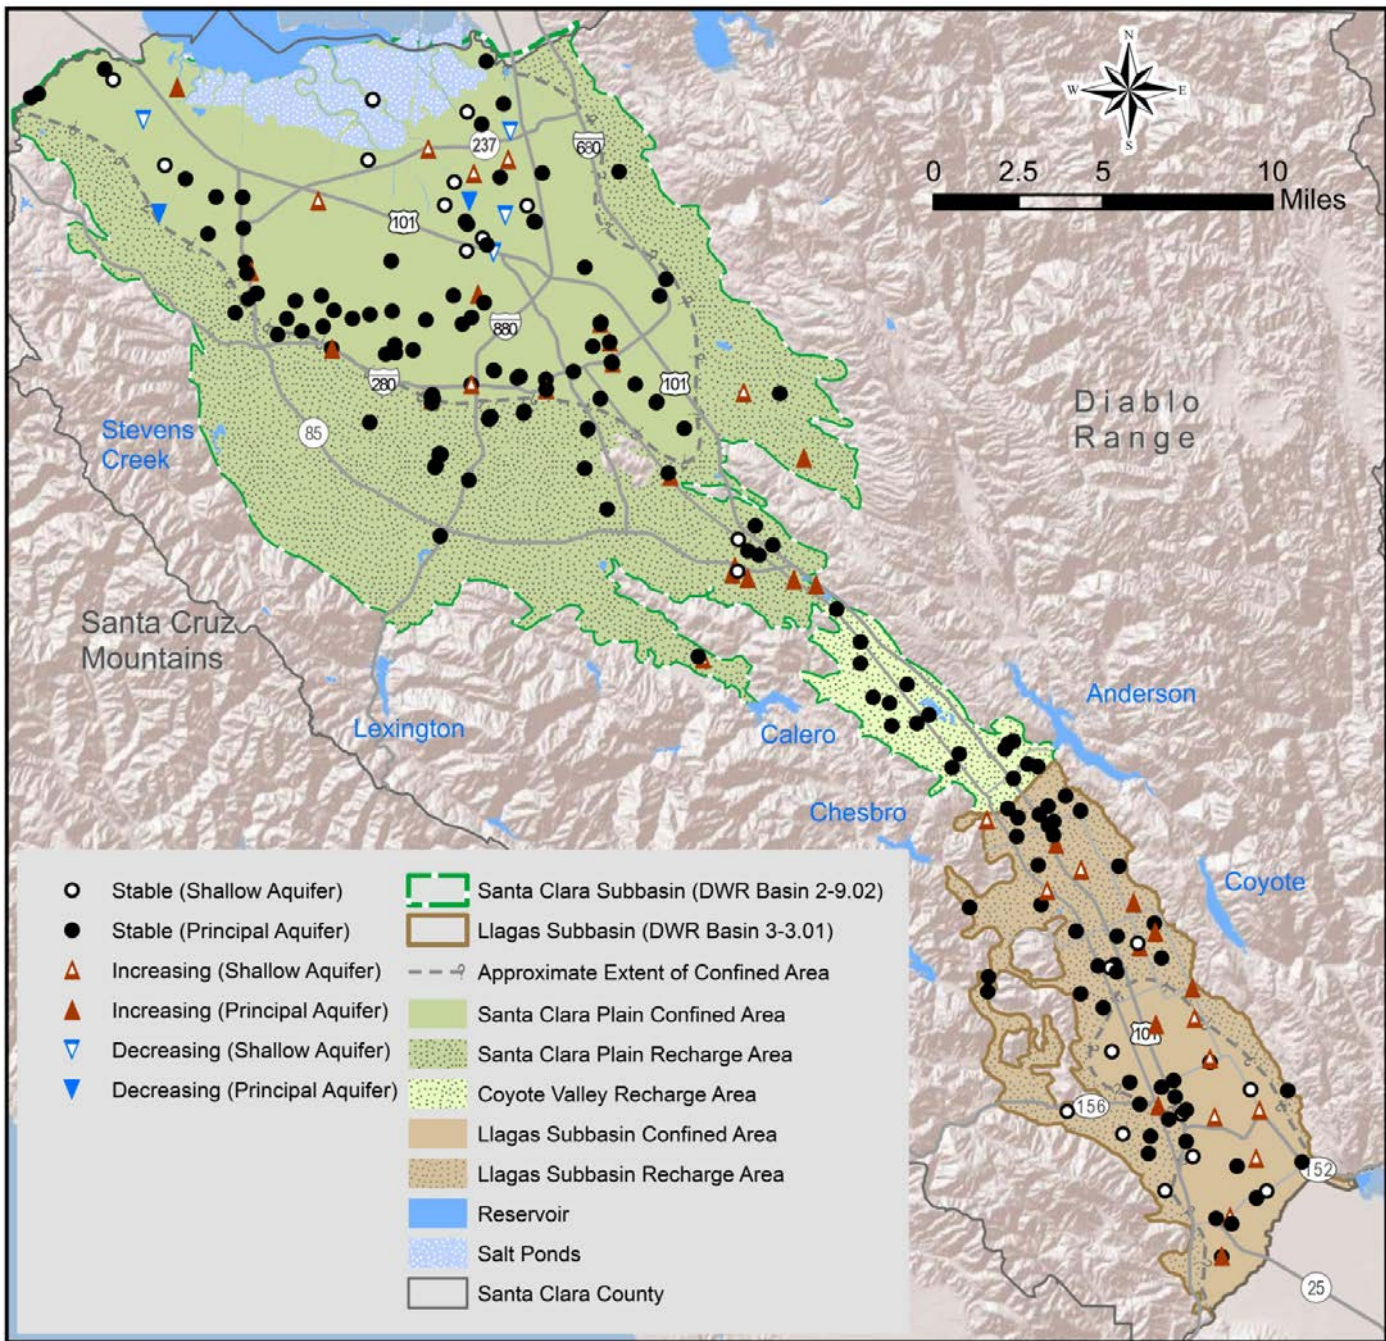 N
W E
S
0 2.5 5 10
Miles
237
680
101
880
280
101
85
Diablo
Range
Stevens
Creek
Santa Cruz
Mountains
Lexington
Calero
Anderson
Chesbro
Coyote
101
156
152
25
Stable (Shallow Aquifer)
Stable (Principal Aquifer)
Increasing (Shallow Aquifer)
Increasing (Principal Aquifer)
Decreasing (Shallow Aquifer)
Decreasing (Principal Aquifer)
Santa Clara Subbasin (DWR Basin 2-9.02)
Llagas Subbasin (DWR Basin 3-3.01)
Approximate Extent of Confined Area
Santa Clara Plain Confined Area
Santa Clara Plain Recharge Area
Coyote Valley Recharge Area
Llagas Subbasin Confined Area
Llagas Subbasin Recharge Area
Reservoir
Salt Ponds
Santa Clara County